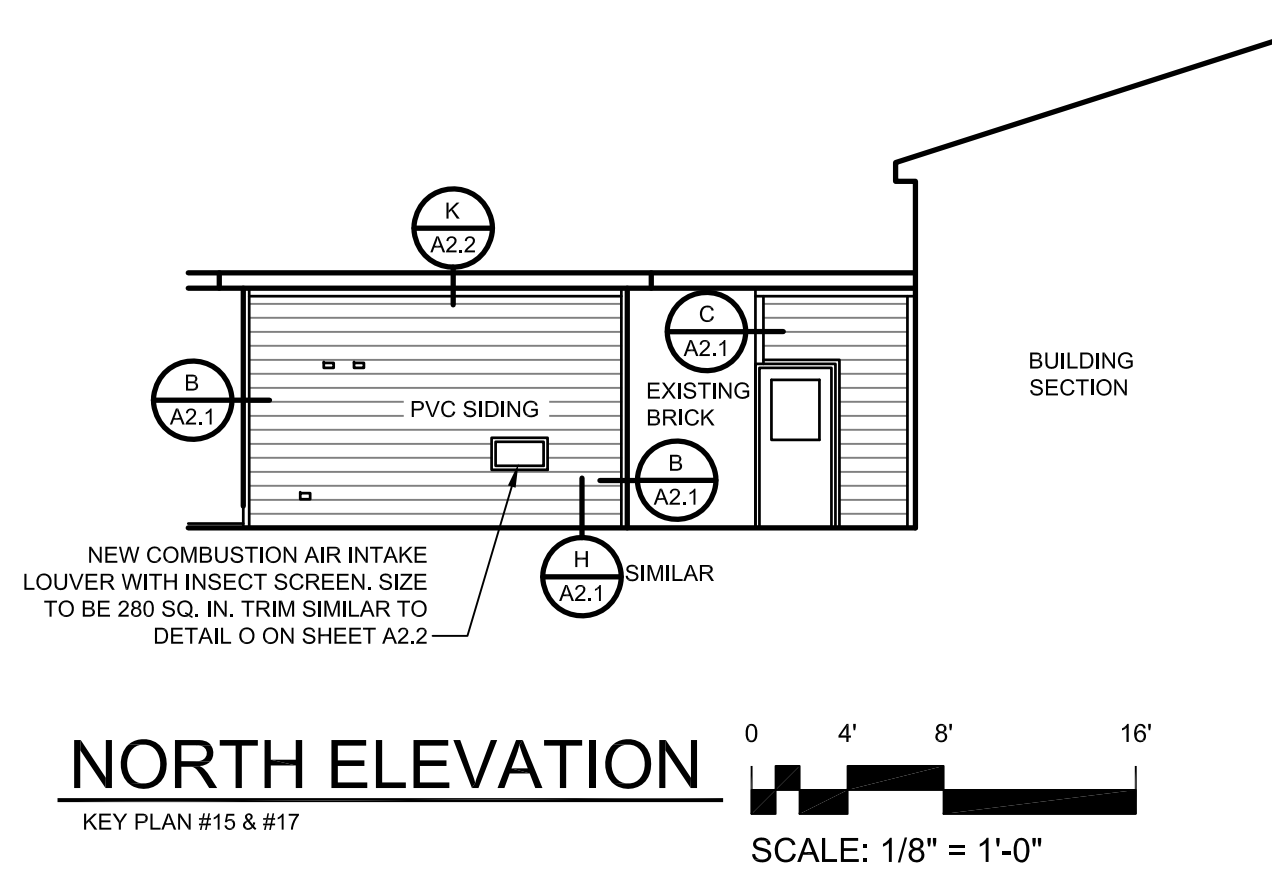 K
A2.2
C
A2.1
B
A2.1
BUILDING
SECTION
EXISTING
BRICK
PVC SIDING
B
A2.1
H
A2.1
SIMILAR
NEW COMBUSTION AIR INTAKE
LOUVER WITH INSECT SCREEN. SIZE
TO BE 280 SQ. IN. TRIM SIMILAR TO
DETAIL O ON SHEET A2.2
NORTH ELEVATION
KEY PLAN #15 & #17
0 4' 8' 16'
SCALE: 1/8" = 1'-0"